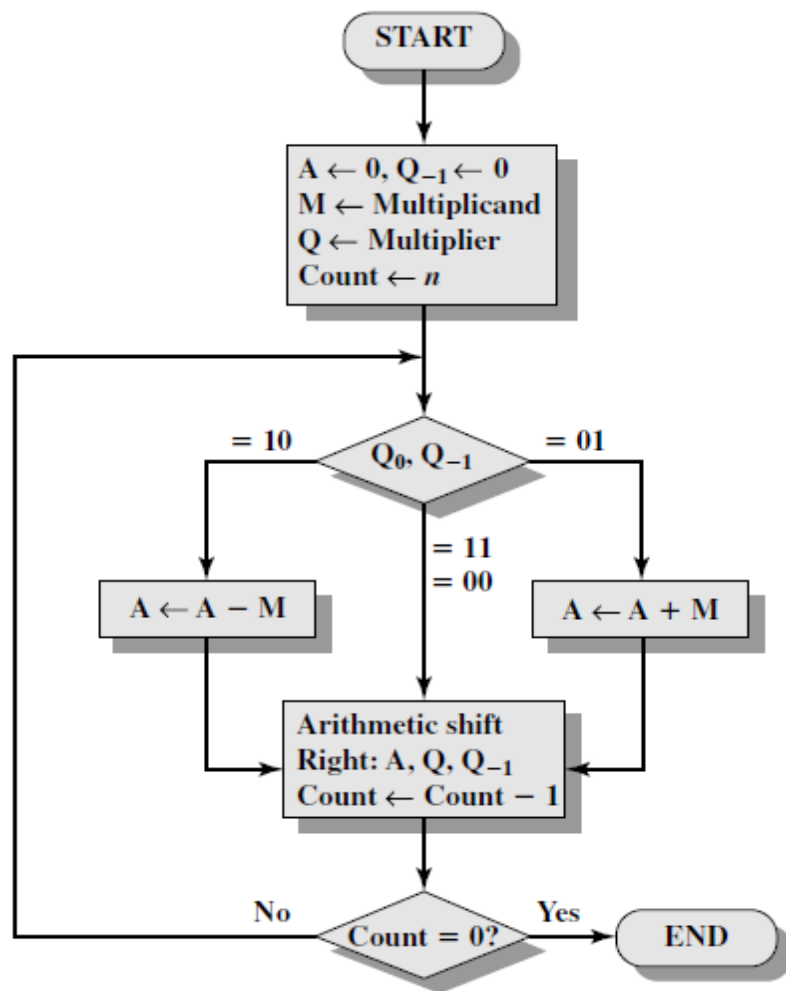 START
A ← 0, Q₋₁ ← 0
M ← Multiplicand
Q ← Multiplier
Count ← n
= 10
Q₀, Q₋₁
= 01
= 11
= 00
A ← A − M
A ← A + M
Arithmetic shift
Right: A, Q, Q₋₁
Count ← Count − 1
No
Count = 0?
Yes
END